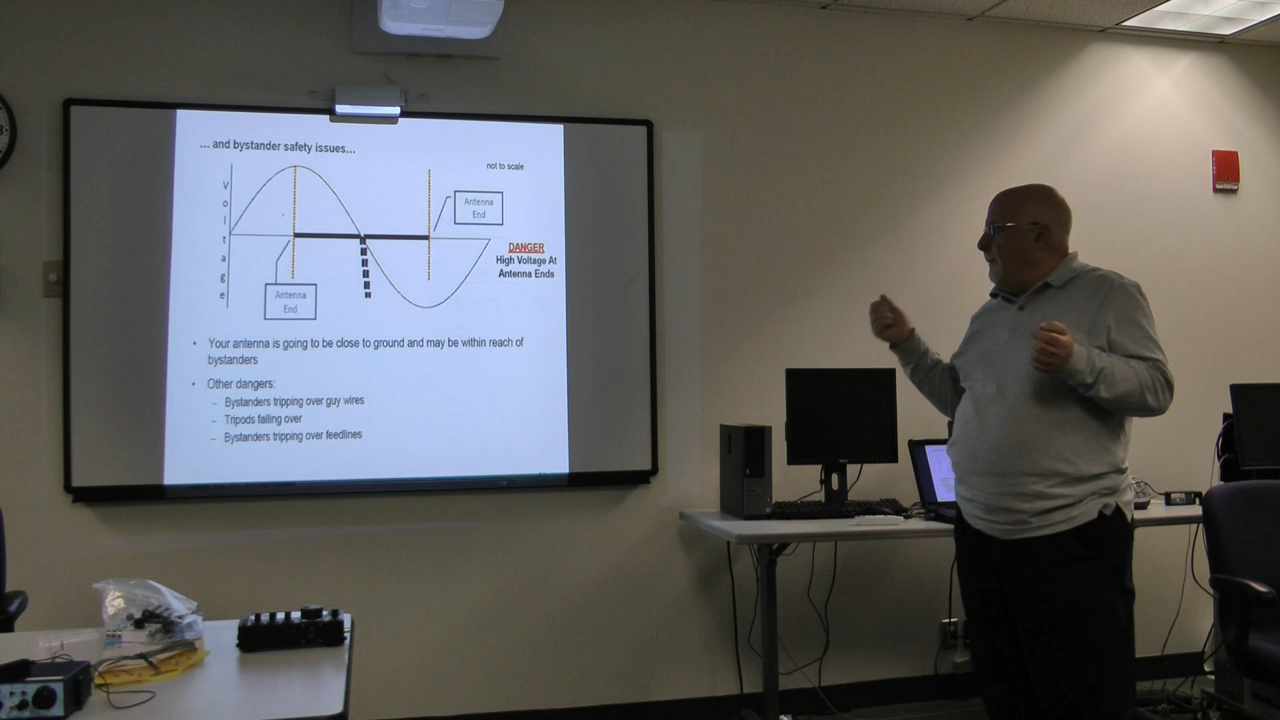 ... and bystander safety issues...
not to scale
Voltage
Antenna
End
DANGER
High Voltage At
Antenna Ends
Antenna
End
• Your antenna is going to be close to ground and may be within reach of
bystanders
• Other dangers:
– Bystanders tripping over guy wires
– Tripods falling over
– Bystanders tripping over feedlines